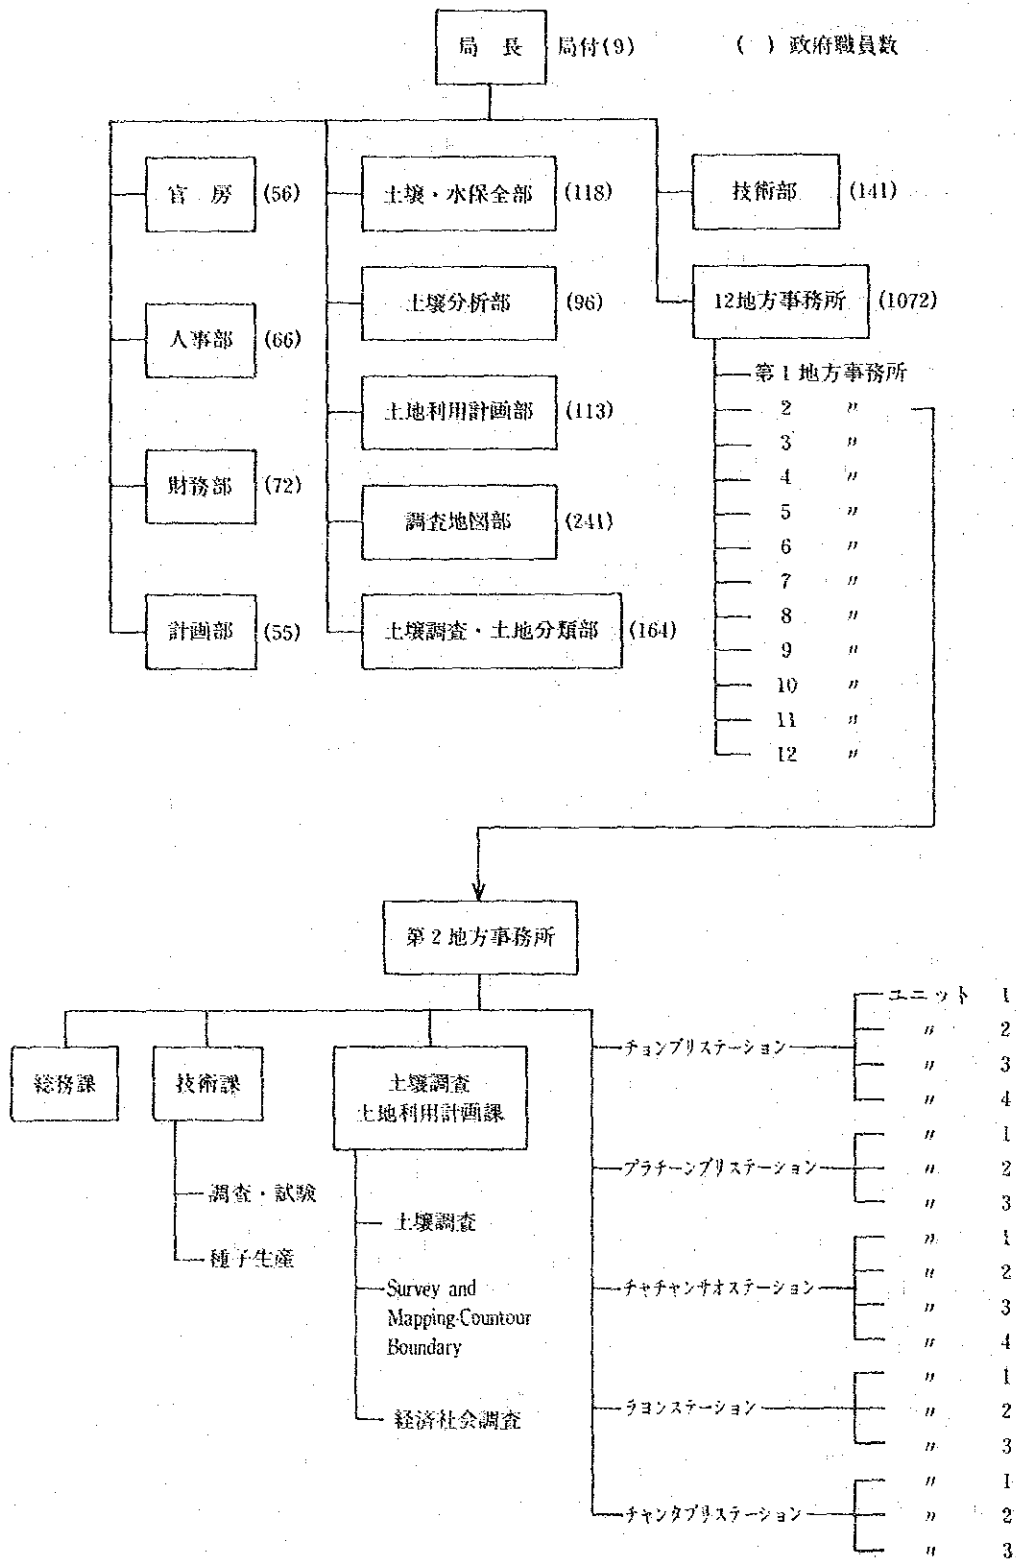 局 長 局付(9) ( ) 政府職員数
官 房 (56)
人事部 (66)
財務部 (72)
計画部 (55)
土壌・水保全部 (118)
土壌分析部 (96)
土地利用計画部 (113)
調査地図部 (241)
土壌調査・土地分類部 (164)
技術部 (141)
12地方事務所 (1072)
第1地方事務所
2 〃
3 〃
4 〃
5 〃
6 〃
7 〃
8 〃
9 〃
10 〃
11 〃
12 〃
第2地方事務所
総務課
技術課
調査・試験
種子生産
土壌調査
土地利用計画課
土壌調査
Survey and
Mapping-Countour
Boundary
経済社会調査
チョンブリステーション
ユニット 1
〃 2
〃 3
〃 4
プラチーンブリステーション
〃 1
〃 2
〃 3
チャチャンサオステーション
〃 1
〃 2
〃 3
〃 4
ラヨンステーション
〃 1
〃 2
〃 3
チャンタブリステーション
〃 1
〃 2
〃 3